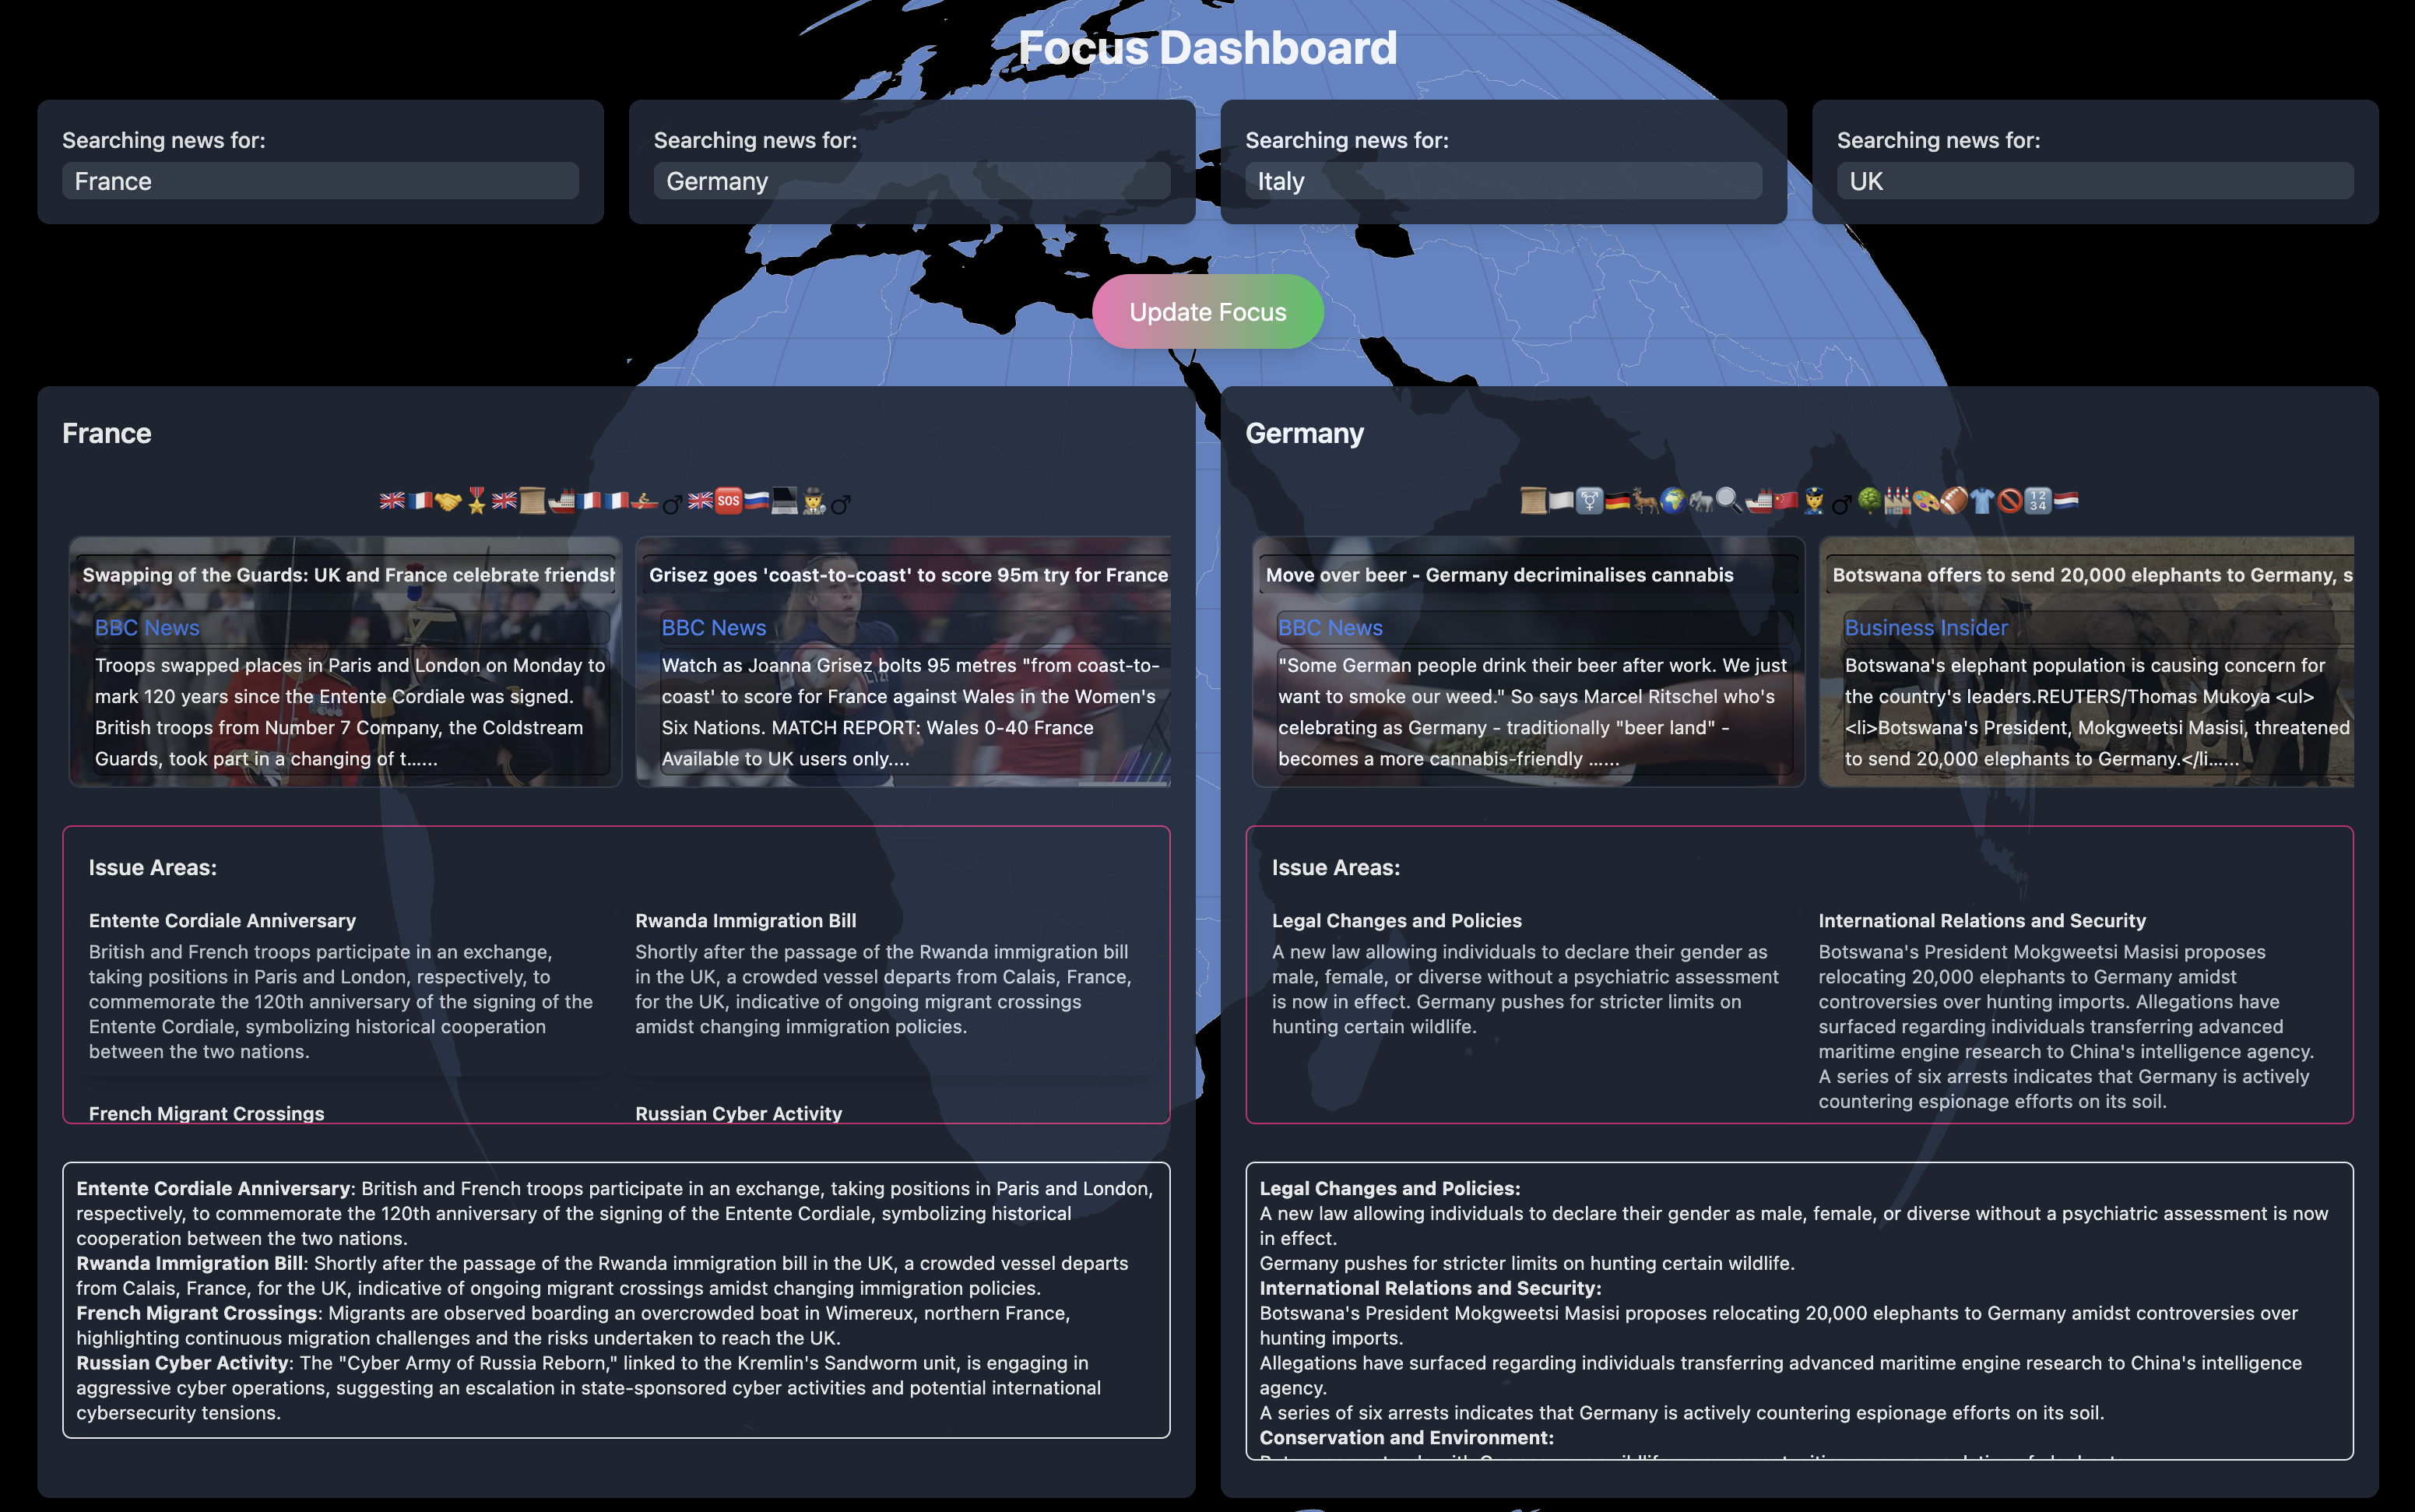 Focus Dashboard
Searching news for:
France
Searching news for:
Germany
Searching news for:
Italy
Searching news for:
UK
Update Focus
France
SOS
Swapping of the Guards: UK and France celebrate friendsh
BBC News
Troops swapped places in Paris and London on Monday to
mark 120 years since the Entente Cordiale was signed.
British troops from Number 7 Company, the Coldstream
Guards, took part in a changing of t......
Grisez goes 'coast-to-coast' to score 95m try for France
BBC News
Watch as Joanna Grisez bolts 95 metres "from coast-to-
coast' to score for France against Wales in the Women's
Six Nations. MATCH REPORT: Wales 0-40 France
Available to UK users only....
Issue Areas:
Entente Cordiale Anniversary
British and French troops participate in an exchange,
taking positions in Paris and London, respectively, to
commemorate the 120th anniversary of the signing of the
Entente Cordiale, symbolizing historical cooperation
between the two nations.
Rwanda Immigration Bill
Shortly after the passage of the Rwanda immigration bill
in the UK, a crowded vessel departs from Calais, France,
for the UK, indicative of ongoing migrant crossings
amidst changing immigration policies.
French Migrant Crossings
Russian Cyber Activity
Entente Cordiale Anniversary: British and French troops participate in an exchange, taking positions in Paris and London,
respectively, to commemorate the 120th anniversary of the signing of the Entente Cordiale, symbolizing historical
cooperation between the two nations.
Rwanda Immigration Bill: Shortly after the passage of the Rwanda immigration bill in the UK, a crowded vessel departs
from Calais, France, for the UK, indicative of ongoing migrant crossings amidst changing immigration policies.
French Migrant Crossings: Migrants are observed boarding an overcrowded boat in Wimereux, northern France,
highlighting continuous migration challenges and the risks undertaken to reach the UK.
Russian Cyber Activity: The "Cyber Army of Russia Reborn," linked to the Kremlin's Sandworm unit, is engaging in
aggressive cyber operations, suggesting an escalation in state-sponsored cyber activities and potential international
cybersecurity tensions.
Germany
12
34
Move over beer - Germany decriminalises cannabis
BBC News
"Some German people drink their beer after work. We just
want to smoke our weed." So says Marcel Ritschel who's
celebrating as Germany - traditionally "beer land" -
becomes a more cannabis-friendly ......
Botswana offers to send 20,000 elephants to Germany, s
Business Insider
Botswana's elephant population is causing concern for
the country's leaders.REUTERS/Thomas Mukoya <ul>
<li>Botswana's President, Mokgweetsi Masisi, threatened
to send 20,000 elephants to Germany.</li......
Issue Areas:
Legal Changes and Policies
A new law allowing individuals to declare their gender as
male, female, or diverse without a psychiatric assessment
is now in effect. Germany pushes for stricter limits on
hunting certain wildlife.
International Relations and Security
Botswana's President Mokgweetsi Masisi proposes
relocating 20,000 elephants to Germany amidst
controversies over hunting imports. Allegations have
surfaced regarding individuals transferring advanced
maritime engine research to China's intelligence agency.
A series of six arrests indicates that Germany is actively
countering espionage efforts on its soil.
Legal Changes and Policies:
A new law allowing individuals to declare their gender as male, female, or diverse without a psychiatric assessment is now
in effect.
Germany pushes for stricter limits on hunting certain wildlife.
International Relations and Security:
Botswana's President Mokgweetsi Masisi proposes relocating 20,000 elephants to Germany amidst controversies over
hunting imports.
Allegations have surfaced regarding individuals transferring advanced maritime engine research to China's intelligence
agency.
A series of six arrests indicates that Germany is actively countering espionage efforts on its soil.
Conservation and Environment: